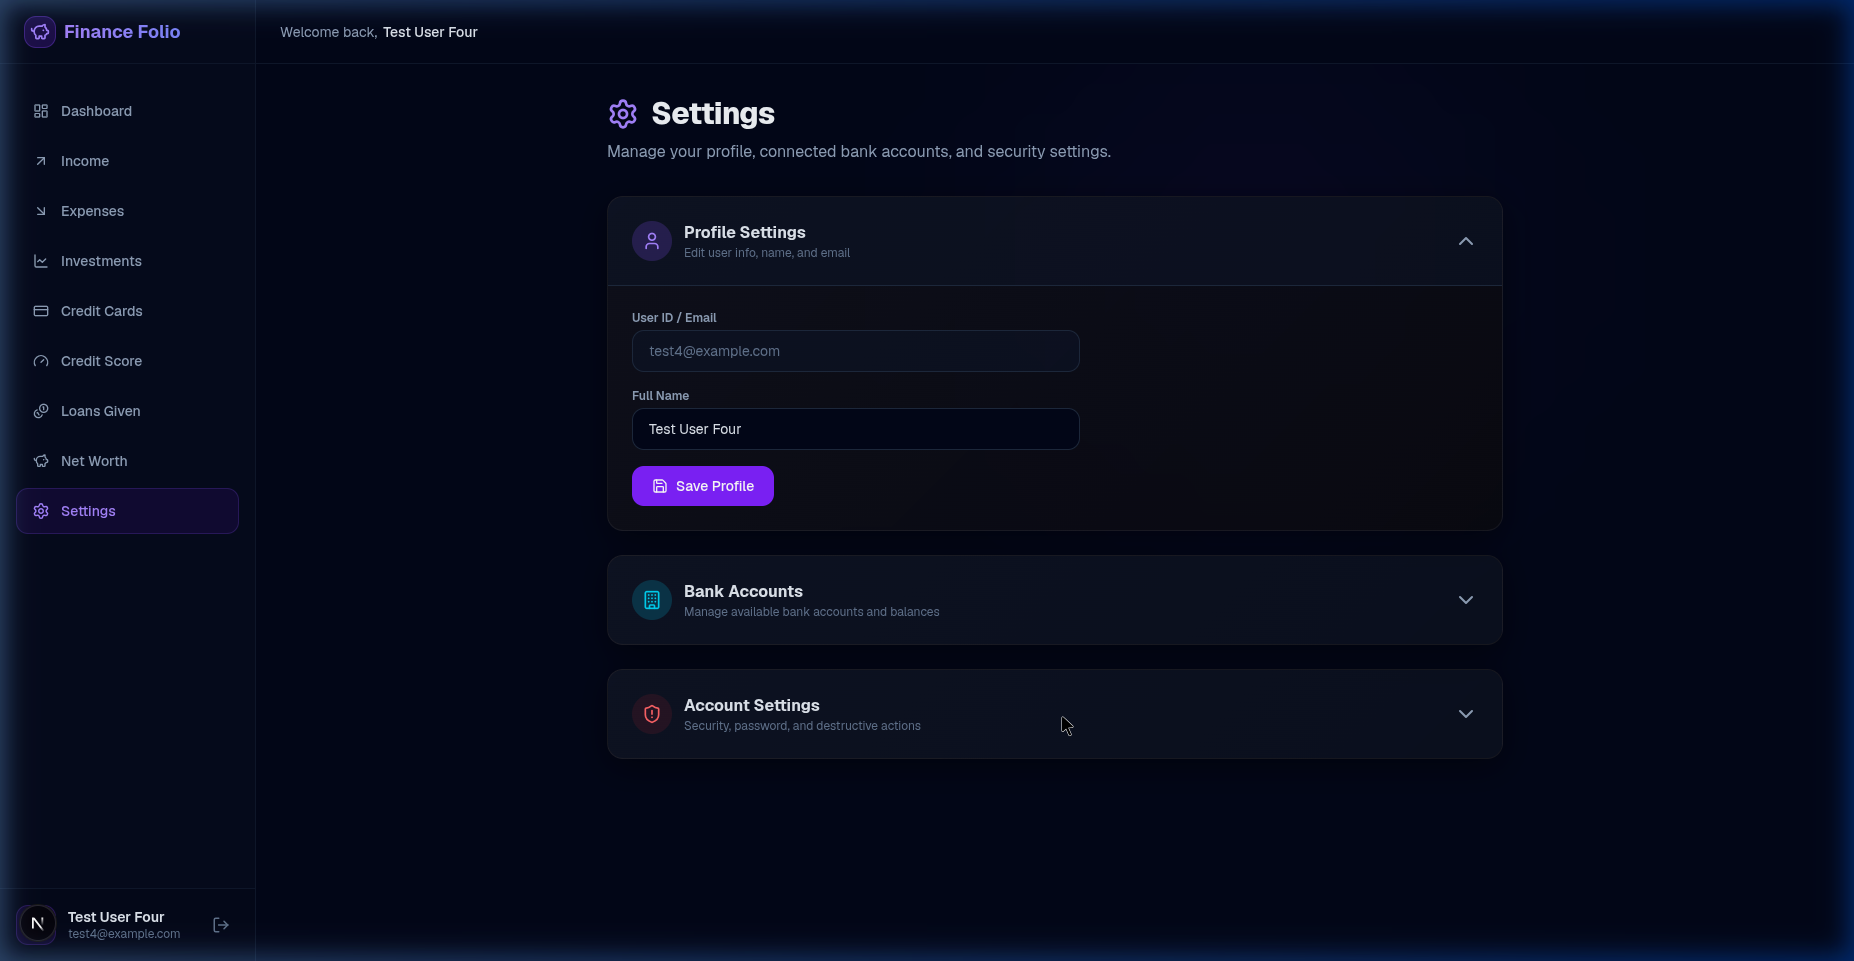 Finance Folio
Welcome back, Test User Four
Dashboard
Income
Expenses
Investments
Credit Cards
Credit Score
Loans Given
Net Worth
Settings
Settings
Manage your profile, connected bank accounts, and security settings.
Profile Settings
Edit user info, name, and email
User ID / Email
test4@example.com
Full Name
Test User Four
Save Profile
Bank Accounts
Manage available bank accounts and balances
Account Settings
Security, password, and destructive actions
N
Test User Four
test4@example.com